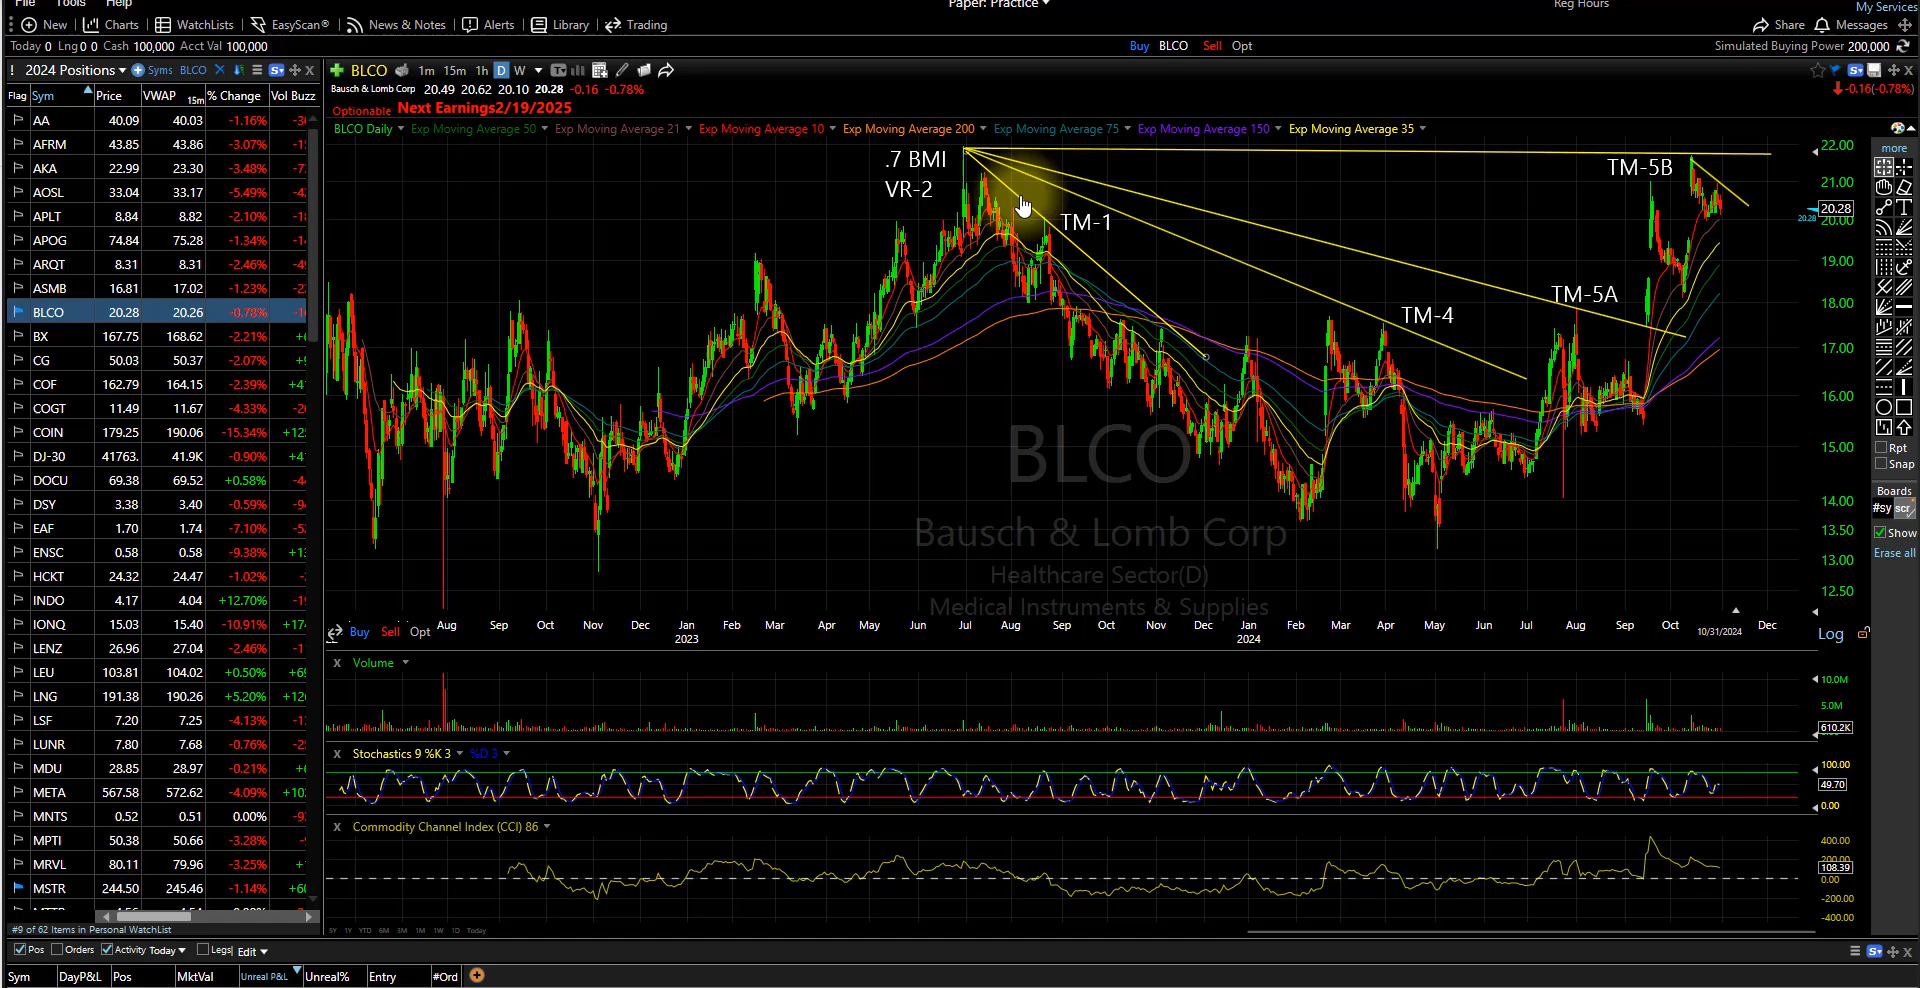 File Tools Help Paper: Practice Reg Hours My Services
New Charts WatchLists EasyScan® News & Notes Alerts Library Trading Share Messages
Today 0 Lng 0 0 Cash 100,000 Acct Val 100,000 Buy BLCO Sell Opt Simulated Buying Power 200,000
! 2024 Positions Syms BLCO BLCO 1m 15m 1h D W
Bausch & Lomb Corp 20.49 20.62 20.10 20.28 -0.16 -0.78% -0.16(-0.78%)
Optionable Next Earnings2/19/2025
BLCO Daily Exp Moving Average 50 Exp Moving Average 21 Exp Moving Average 10 Exp Moving Average 200 Exp Moving Average 75 Exp Moving Average 150 Exp Moving Average 35
Flag Sym Price VWAP 15m % Change Vol Buzz
AA 40.09 40.03 -1.16%
AFRM 43.85 43.86 -3.07%
AKA 22.99 23.30 -3.48%
AOSL 33.04 33.17 -5.49%
APLT 8.84 8.82 -2.10%
APOG 74.84 75.28 -1.34%
ARQT 8.31 8.31 -2.46%
ASMB 16.81 17.02 -1.23%
BLCO 20.28 20.26 -0.78%
BX 167.75 168.62 -2.21%
CG 50.03 50.37 -2.07%
COF 162.79 164.15 -2.39%
COGT 11.49 11.67 -4.33%
COIN 179.25 190.06 -15.34%
DJ-30 41763. 41.9K -0.90%
DOCU 69.38 69.52 +0.58%
DSY 3.38 3.40 -0.59%
EAF 1.70 1.74 -7.10%
ENSC 0.58 0.58 -9.38%
HCKT 24.32 24.47 -1.02%
INDO 4.17 4.04 +12.70%
IONQ 15.03 15.40 -10.91%
LENZ 26.96 27.04 -2.46%
LEU 103.81 104.02 +0.50%
LNG 191.38 190.26 +5.20%
LSF 7.20 7.25 -4.13%
LUNR 7.80 7.68 -0.76%
MDU 28.85 28.97 -0.21%
META 567.58 572.62 -4.09%
MNTS 0.52 0.51 0.00%
MPTI 50.38 50.66 -3.28%
MRVL 80.11 79.96 -3.25%
MSTR 244.50 245.46 -1.14%
#9 of 62 Items in Personal WatchList
.7 BMI
VR-2
TM-1
TM-4
TM-5A
TM-5B
BLCO
Bausch & Lomb Corp
Healthcare Sector(D)
Medical Instruments & Supplies
22.00
21.00
20.28
20.28
20.00
19.00
18.00
17.00
16.00
15.00
14.00
13.50
13.00
12.50
Buy Sell Opt
Aug Sep Oct Nov Dec Jan Feb Mar Apr May Jun Jul Aug Sep Oct Nov Dec Jan Feb Mar Apr May Jun Jul Aug Sep Oct Dec
2023 2024 10/31/2024
Log
more
Rpt
Snap
Boards
#sy scr
Show
Erase all
X Volume
10.0M
5.0M
610.2K
X Stochastics 9 %K 3 %D 3
100.00
49.70
0.00
X Commodity Channel Index (CCI) 86
400.00
200.00
108.39
0.00
-200.00
-400.00
5Y 1Y YTD 6M 3M 1M 1W 1D Today
Pos Orders Activity Today Legs| Edit
Sym DayP&L Pos MktVal Unreal P&L Unreal% Entry #Ord